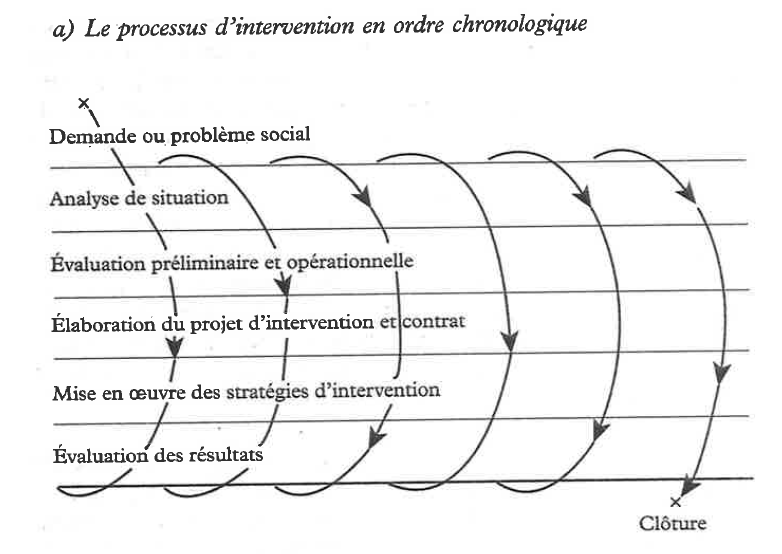 a) Le processus d'intervention en ordre chronologique
×
Demande ou problème social
Analyse de situation
Évaluation préliminaire et opérationnelle
Élaboration du projet d'intervention et contrat
Mise en œuvre des stratégies d'intervention
Évaluation des résultats
×
Clôture